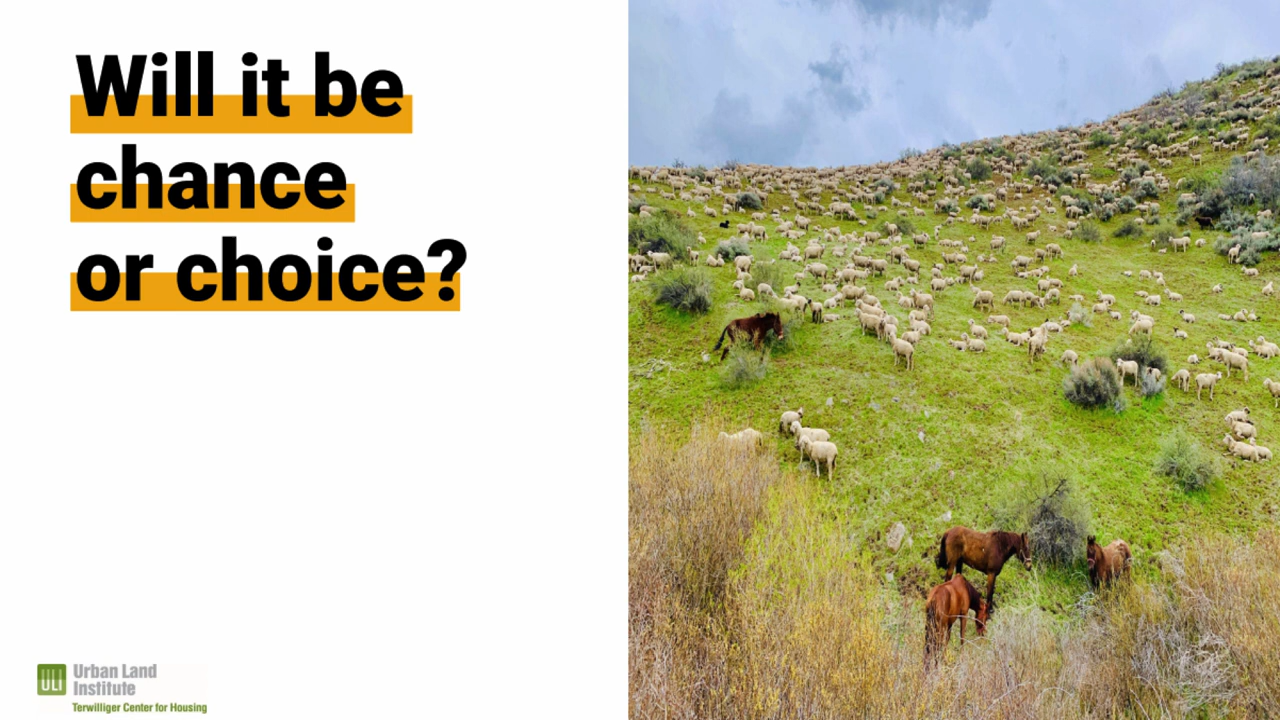 Will it be
chance
or choice?
ULI
Urban Land
Institute
Terwilliger Center for Housing